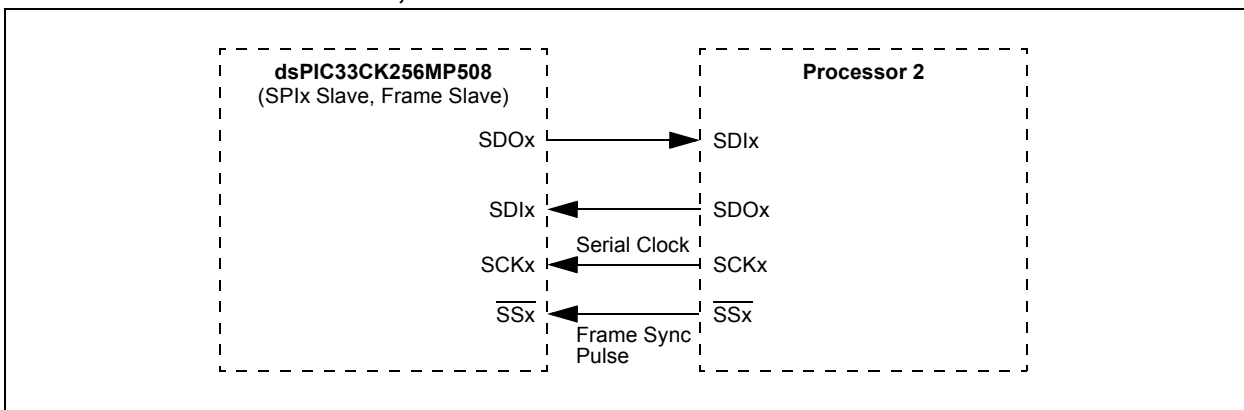 dsPIC33CK256MP508
(SPIx Slave, Frame Slave)
Processor 2
SDOx
SDIx
SDIx
SDOx
Serial Clock
SCKx
SCKx
SSx
SSx
Frame Sync
Pulse